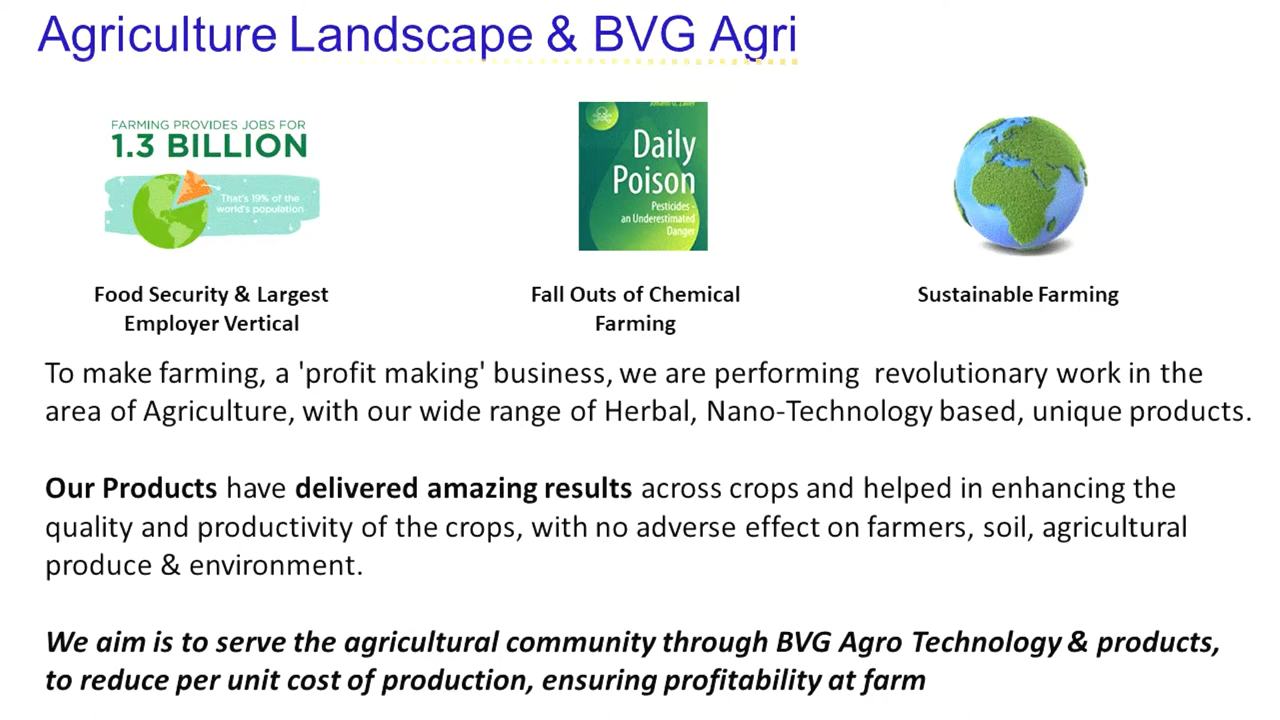 Agriculture Landscape & BVG Agri
FARMING PROVIDES JOBS FOR
1.3 BILLION
That's 19% of the
world's population
Johann G. Zaller
Daily
Poison
Pesticides -
an Underestimated
Danger
Food Security & Largest
Employer Vertical
Fall Outs of Chemical
Farming
Sustainable Farming
To make farming, a 'profit making' business, we are performing  revolutionary work in the
area of Agriculture, with our wide range of Herbal, Nano-Technology based, unique products.
Our Products have delivered amazing results across crops and helped in enhancing the
quality and productivity of the crops, with no adverse effect on farmers, soil, agricultural
produce & environment.
We aim is to serve the agricultural community through BVG Agro Technology & products,
to reduce per unit cost of production, ensuring profitability at farm